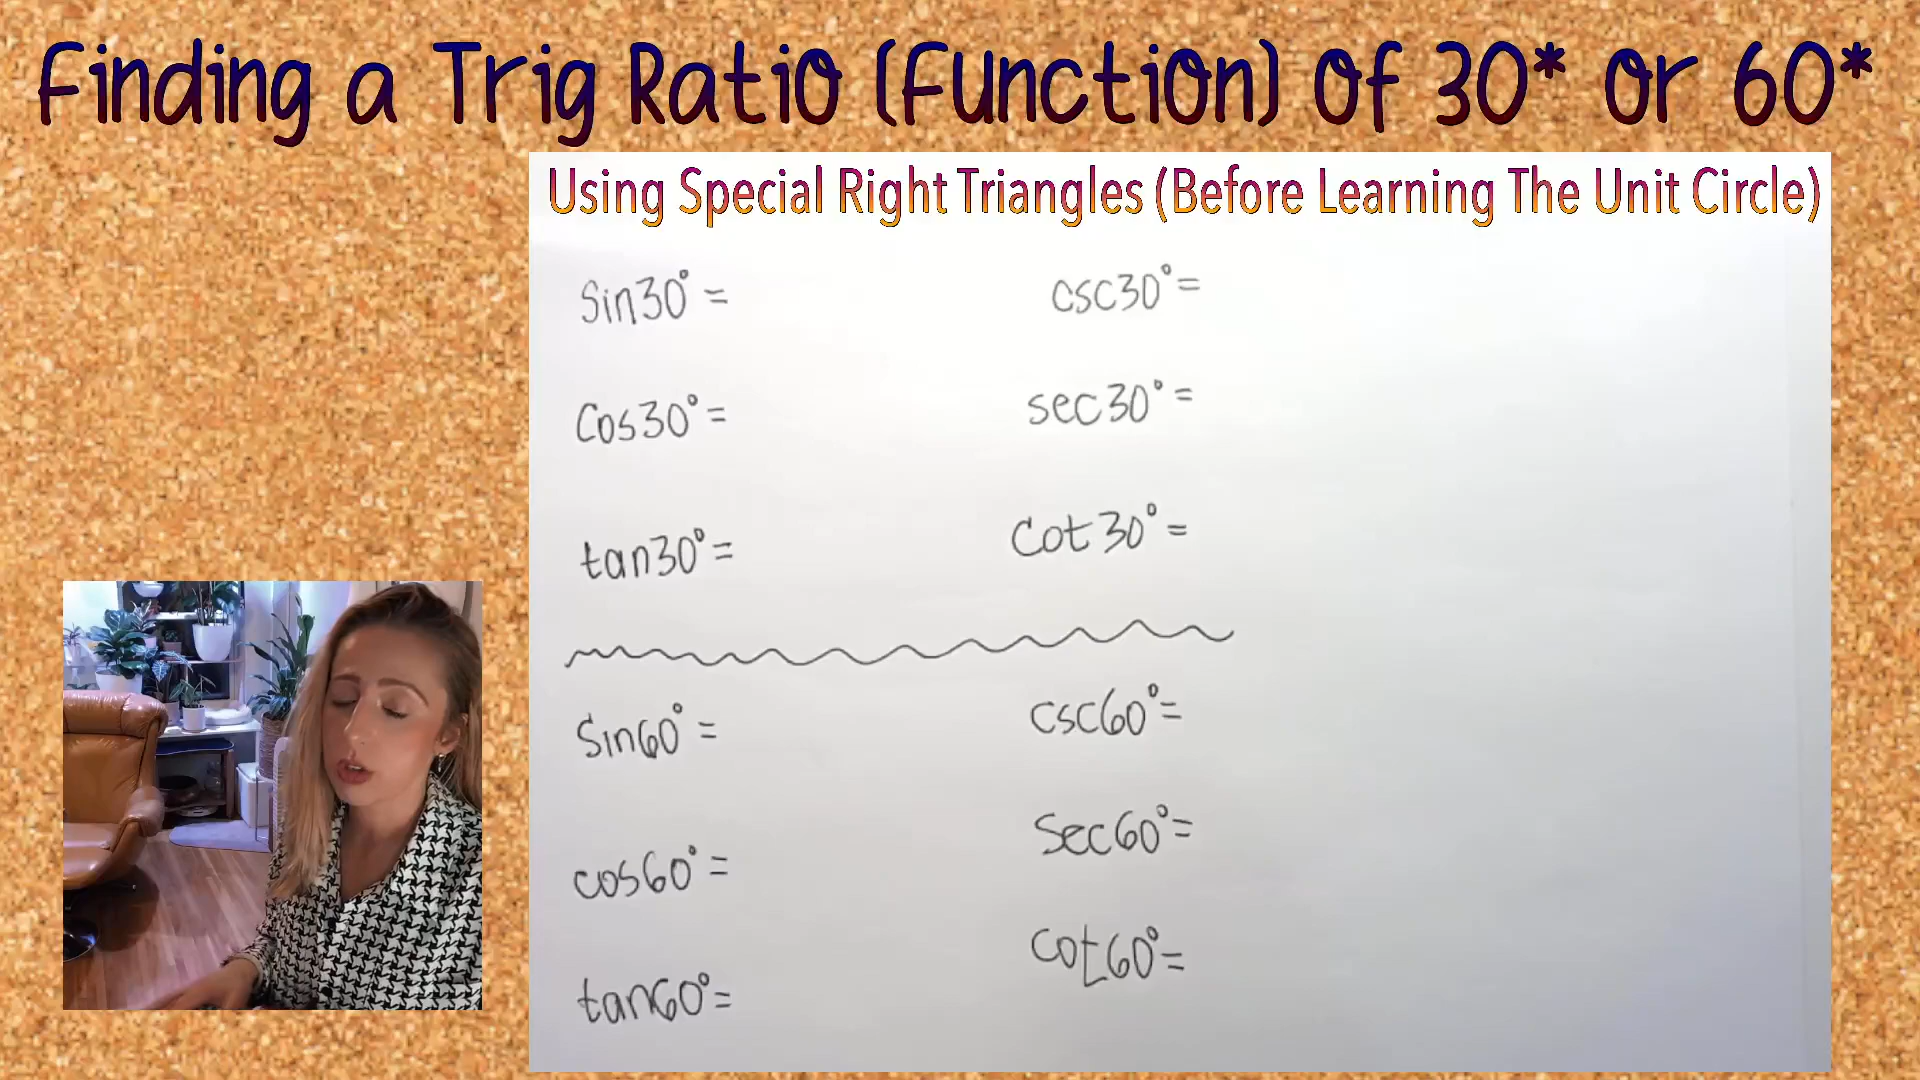 Finding a Trig Ratio (Function) of 30* or 60*
Using Special Right Triangles (Before Learning The Unit Circle)
Sin30°=
csc30°=
Cos30°=
sec30°=
tan30°=
Cot30°=
Sin60°=
csc60°=
cos60°=
Sec60°=
tan60°=
cot60°=